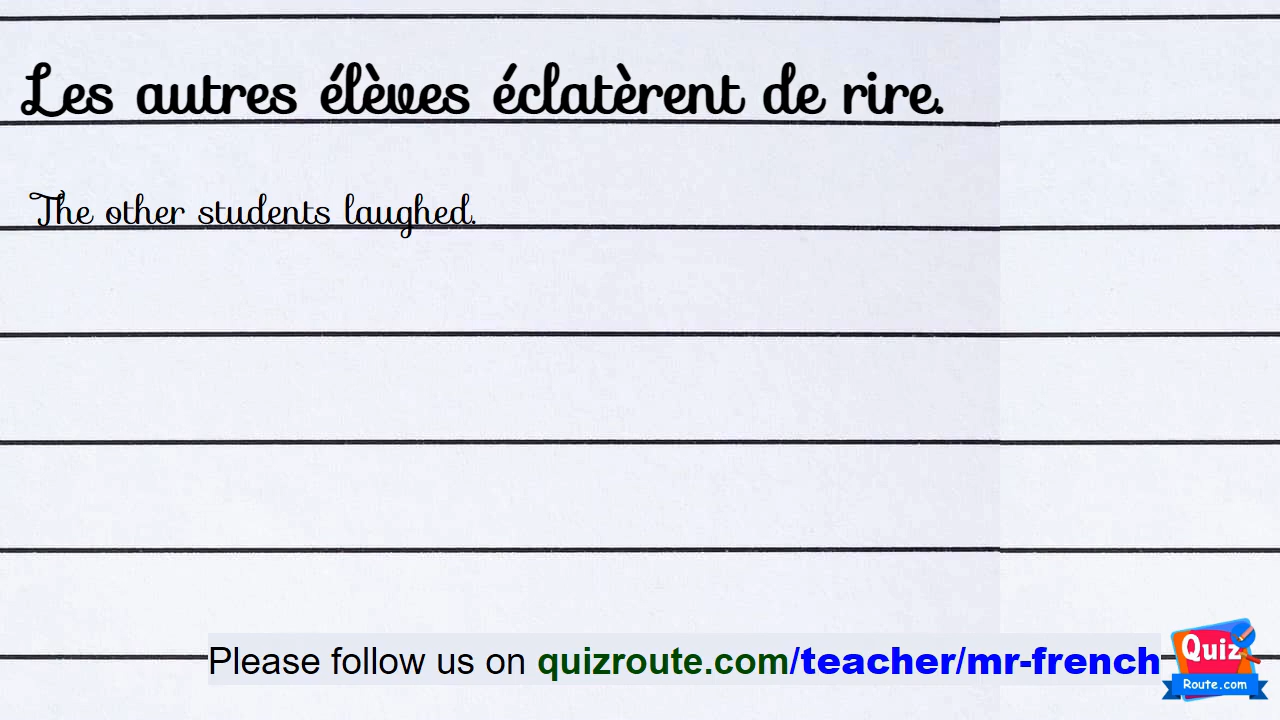 Les autres élèves éclatèrent de rire.
The other students laughed.
Please follow us on quizroute.com/teacher/mr-french
Quiz
Route.com